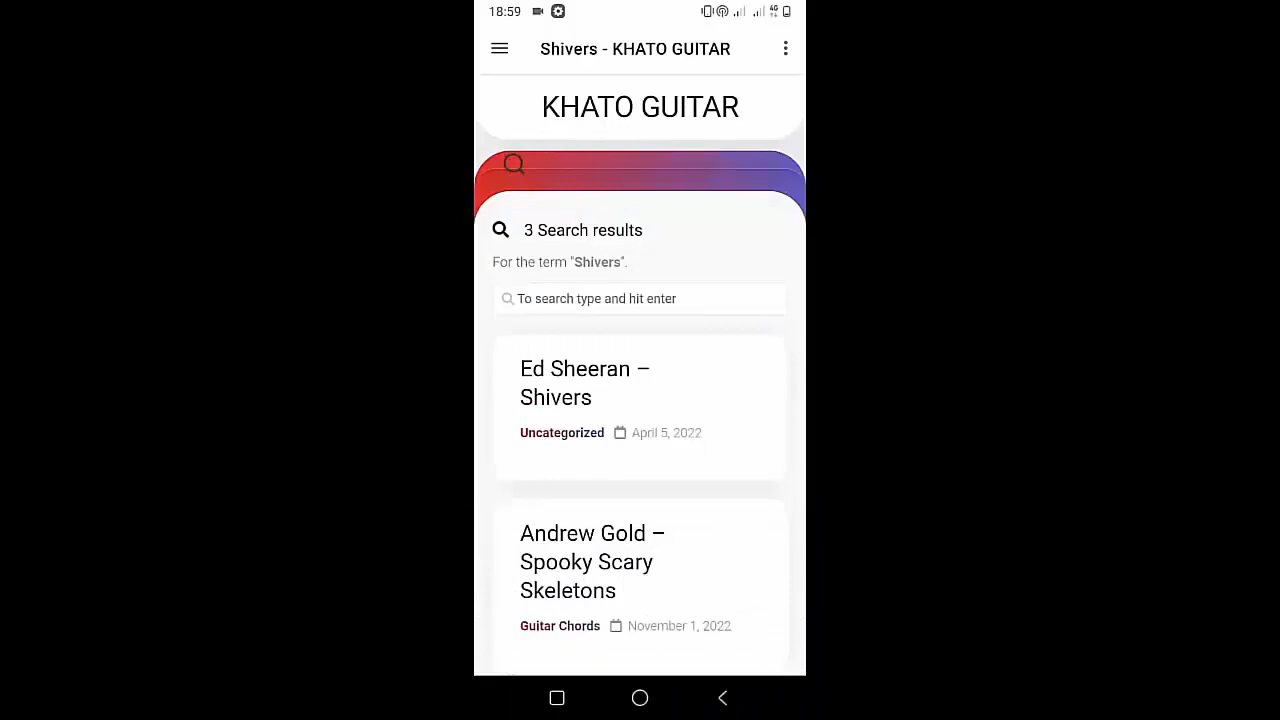 18:59
4G
Shivers - KHATO GUITAR
KHATO GUITAR
3 Search results
For the term "Shivers".
To search type and hit enter
Ed Sheeran –
Shivers
Uncategorized April 5, 2022
Andrew Gold –
Spooky Scary
Skeletons
Guitar Chords November 1, 2022